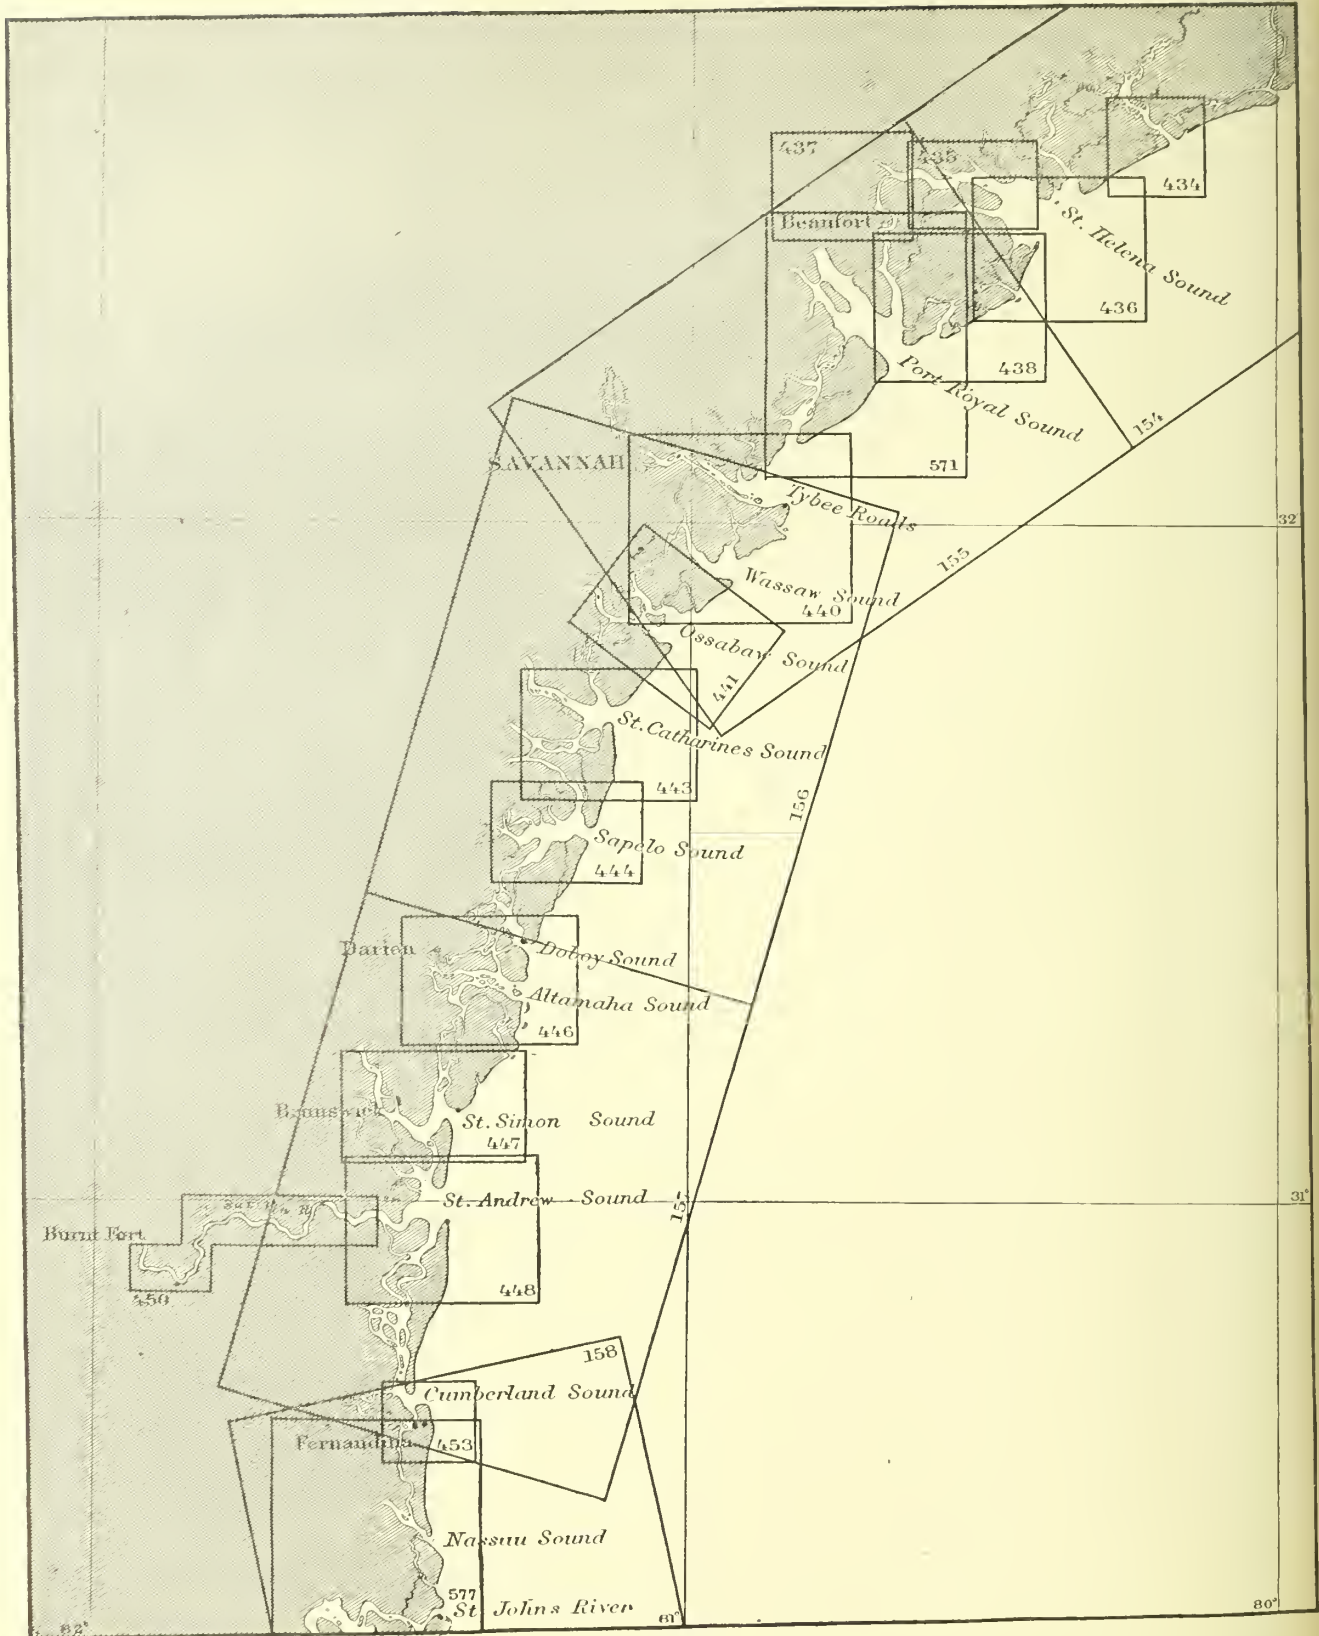 437
435
434
Beaufort
St. Helena Sound
436
438
Port Royal Sound
154
571
SAVANNAH
Tybee Roads
32°
155
Wassaw Sound
440
Ossabaw Sound
441
St. Catharines Sound
443
156
Sapelo Sound
444
Darien
Doboy Sound
Altamaha Sound
446
Brunswick
St. Simon Sound
447
St. Andrew Sound
157
31°
Burnt Fort
448
450
158
Cumberland Sound
Fernandina
453
Nassau Sound
577
St Johns River
82°
81°
80°